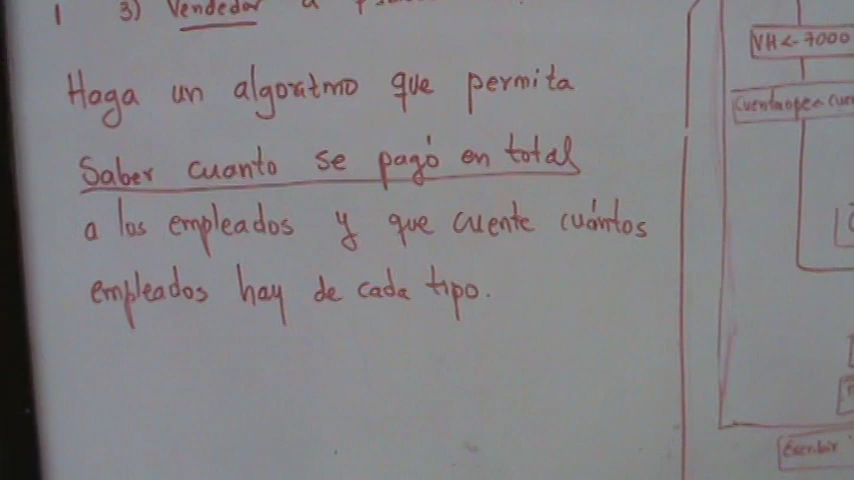 3) Vendedor a
Haga un algoritmo que permita
Saber cuanto se pagó en total
a los empleados y que cuente cuántos
empleados hay de cada tipo.
VH <- 7000
Escribir